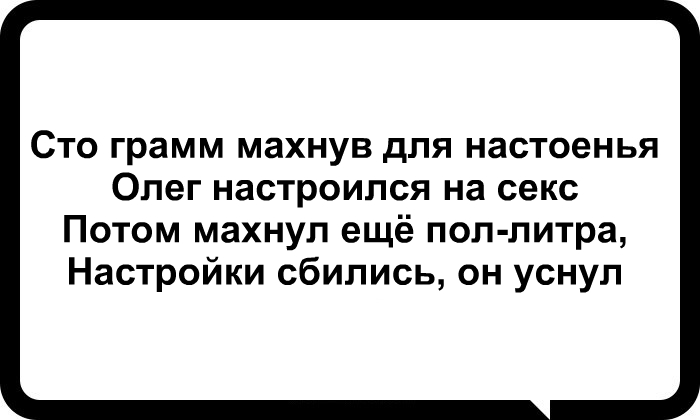 Сто грамм махнув для настоенья
Олег настроился на секс
Потом махнул ещё пол-литра,
Настройки сбились, он уснул